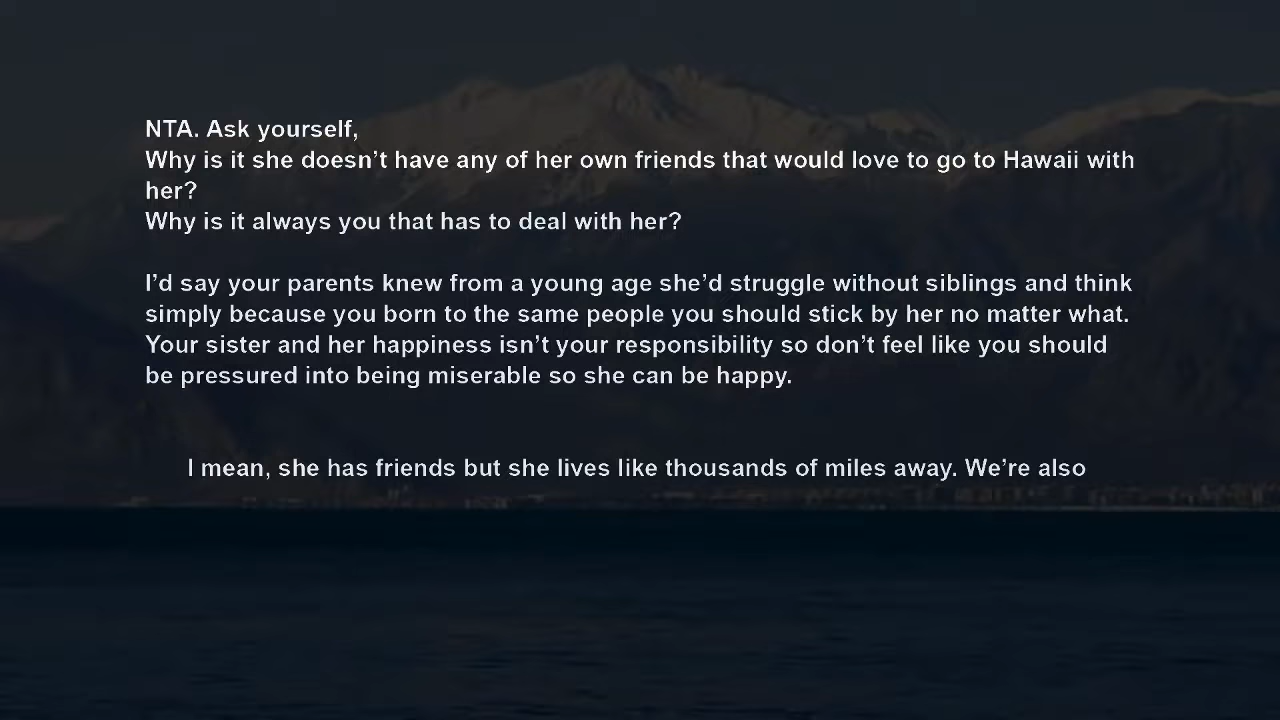 NTA. Ask yourself,
Why is it she doesn’t have any of her own friends that would love to go to Hawaii with
her?
Why is it always you that has to deal with her?
I’d say your parents knew from a young age she’d struggle without siblings and think
simply because you born to the same people you should stick by her no matter what.
Your sister and her happiness isn’t your responsibility so don’t feel like you should
be pressured into being miserable so she can be happy.
I mean, she has friends but she lives like thousands of miles away. We’re also